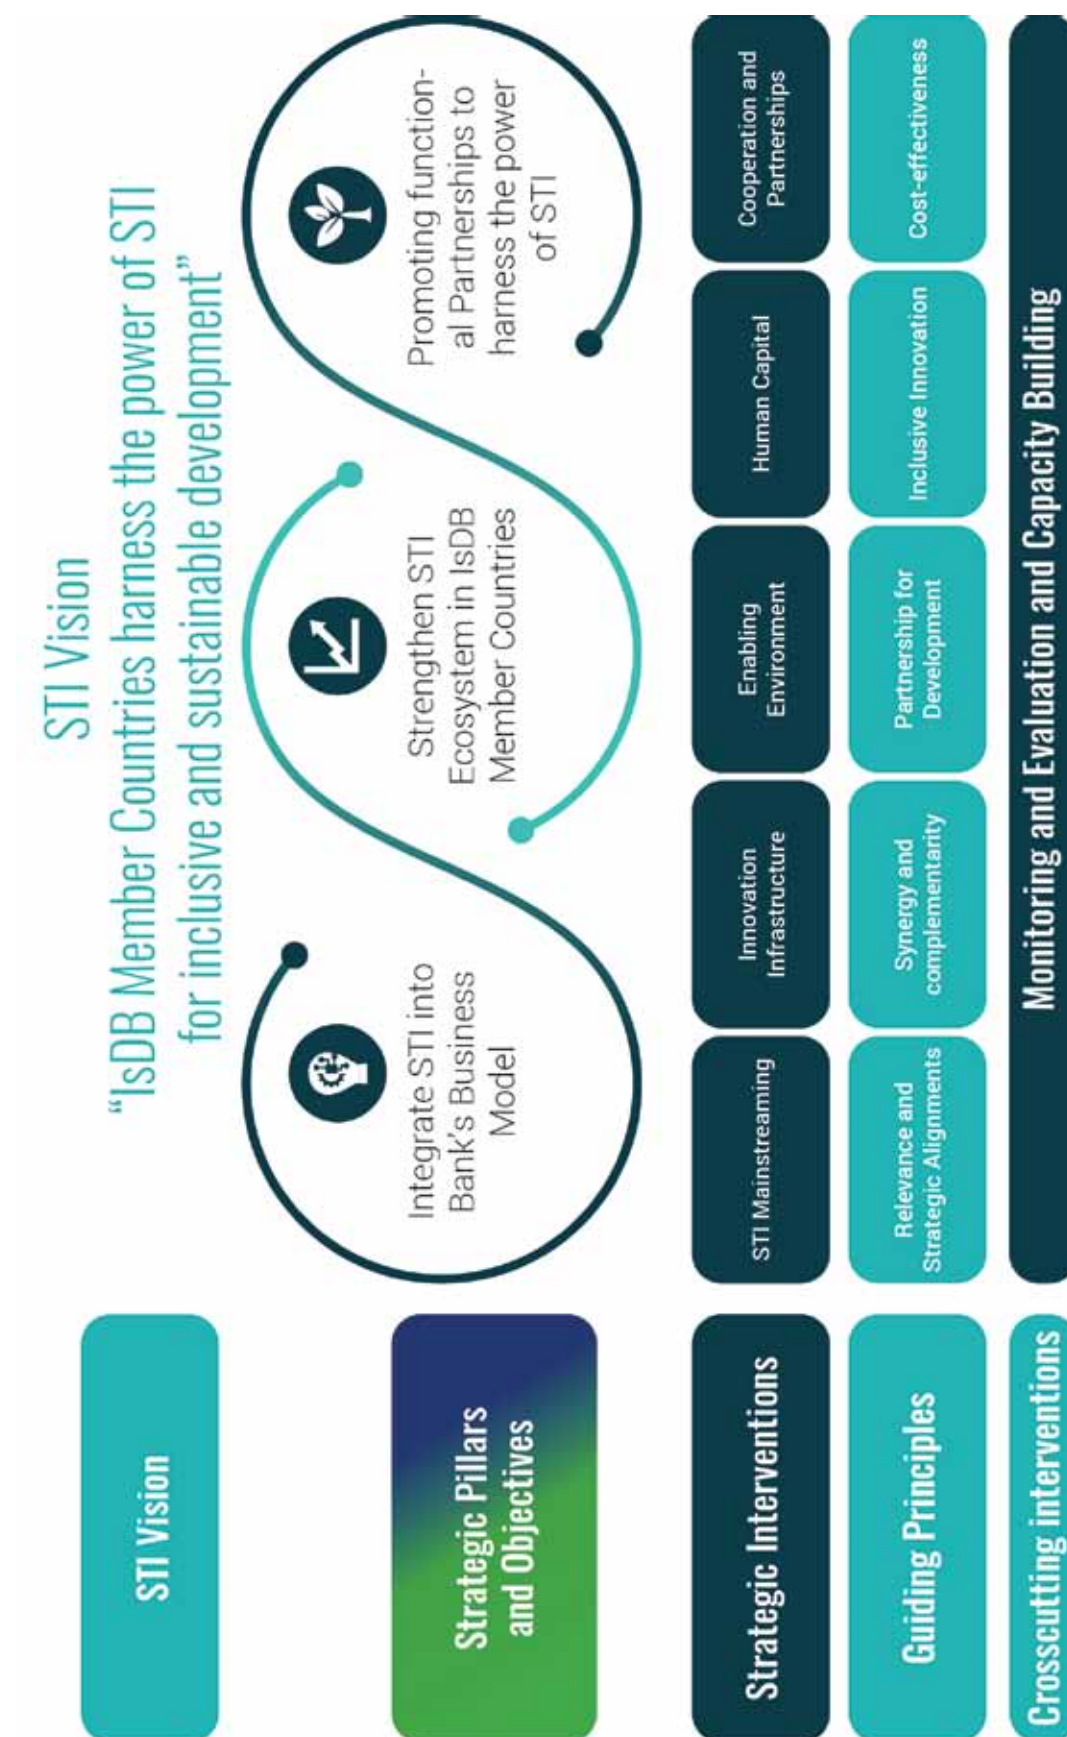 STI Vision
STI Vision
“IsDB Member Countries harness the power of STI
for inclusive and sustainable development”
Strategic Pillars
and Objectives
Integrate STI into
Bank's Business
Model
Strengthen STI
Ecosystem in IsDB
Member Countries
Promoting function-
al Partnerships to
harness the power
of STI
Strategic Interventions
STI Mainstreaming
Innovation
Infrastructure
Enabling
Environment
Human Capital
Cooperation and
Partnerships
Guiding Principles
Relevance and
Strategic Alignments
Synergy and
complementarity
Partnership for
Development
Inclusive Innovation
Cost-effectiveness
Crosscutting interventions
Monitoring and Evaluation and Capacity Building